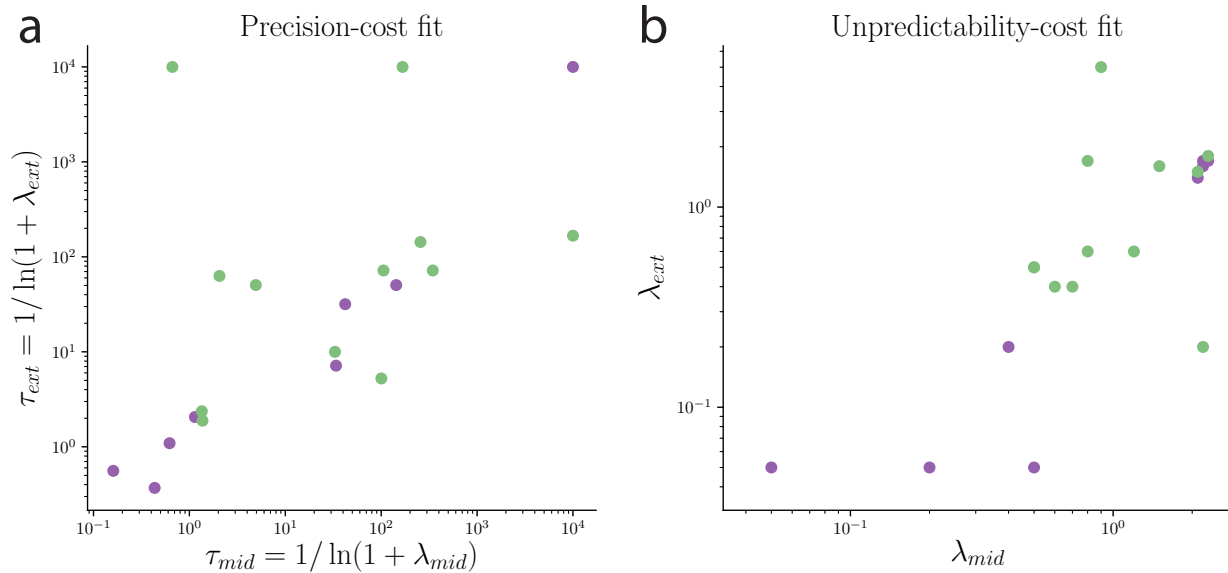 a
Precision-cost fit
10^4
10^3
10^2
10^1
10^0
τ_ext = 1/ ln(1 + λ_ext)
10^−1
10^0
10^1
10^2
10^3
10^4
τ_mid = 1/ ln(1 + λ_mid)
b
Unpredictability-cost fit
10^0
10^−1
λ_ext
10^−1
10^0
λ_mid